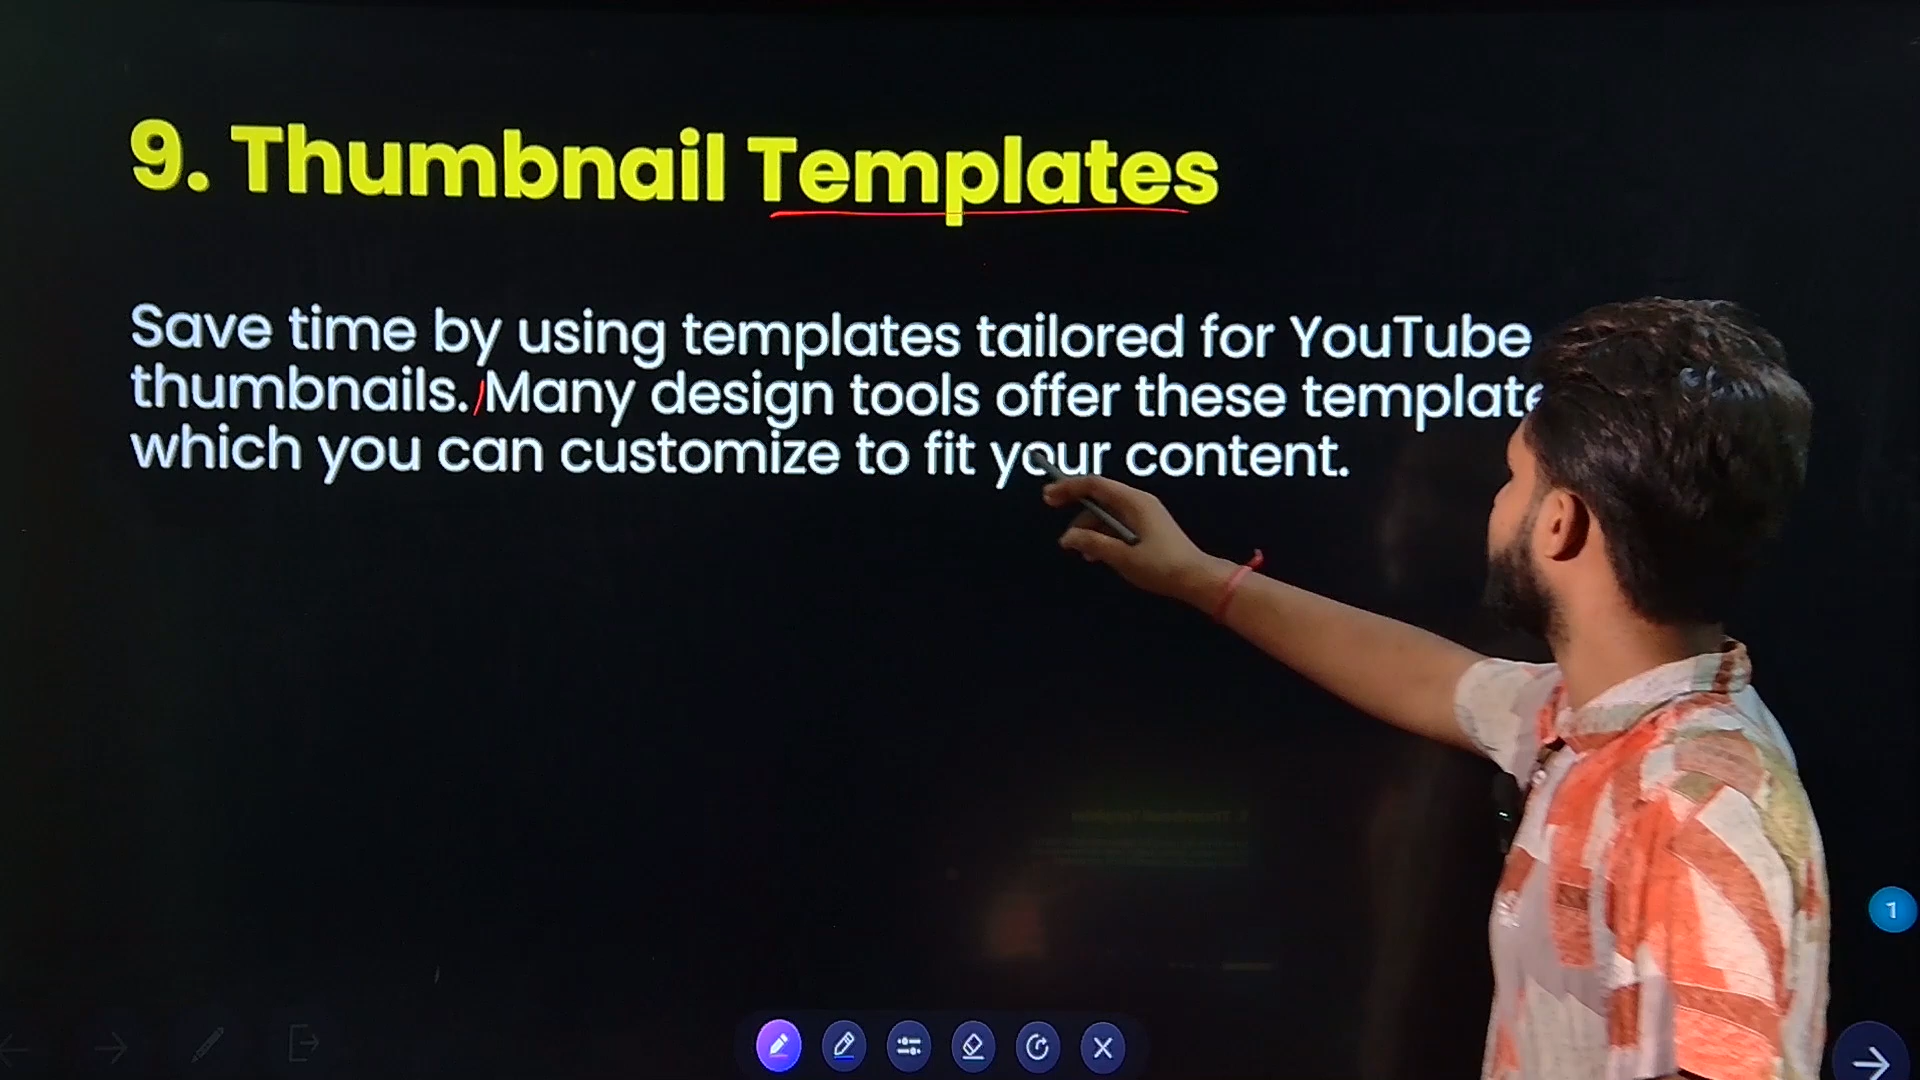 9. Thumbnail Templates
Save time by using templates tailored for YouTube
thumbnails. Many design tools offer these template
which you can customize to fit your content.
1